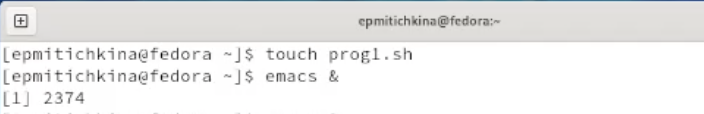 epmitichkina@fedora:~
[epmitichkina@fedora ~]$ touch prog1.sh
[epmitichkina@fedora ~]$ emacs &
[1] 2374